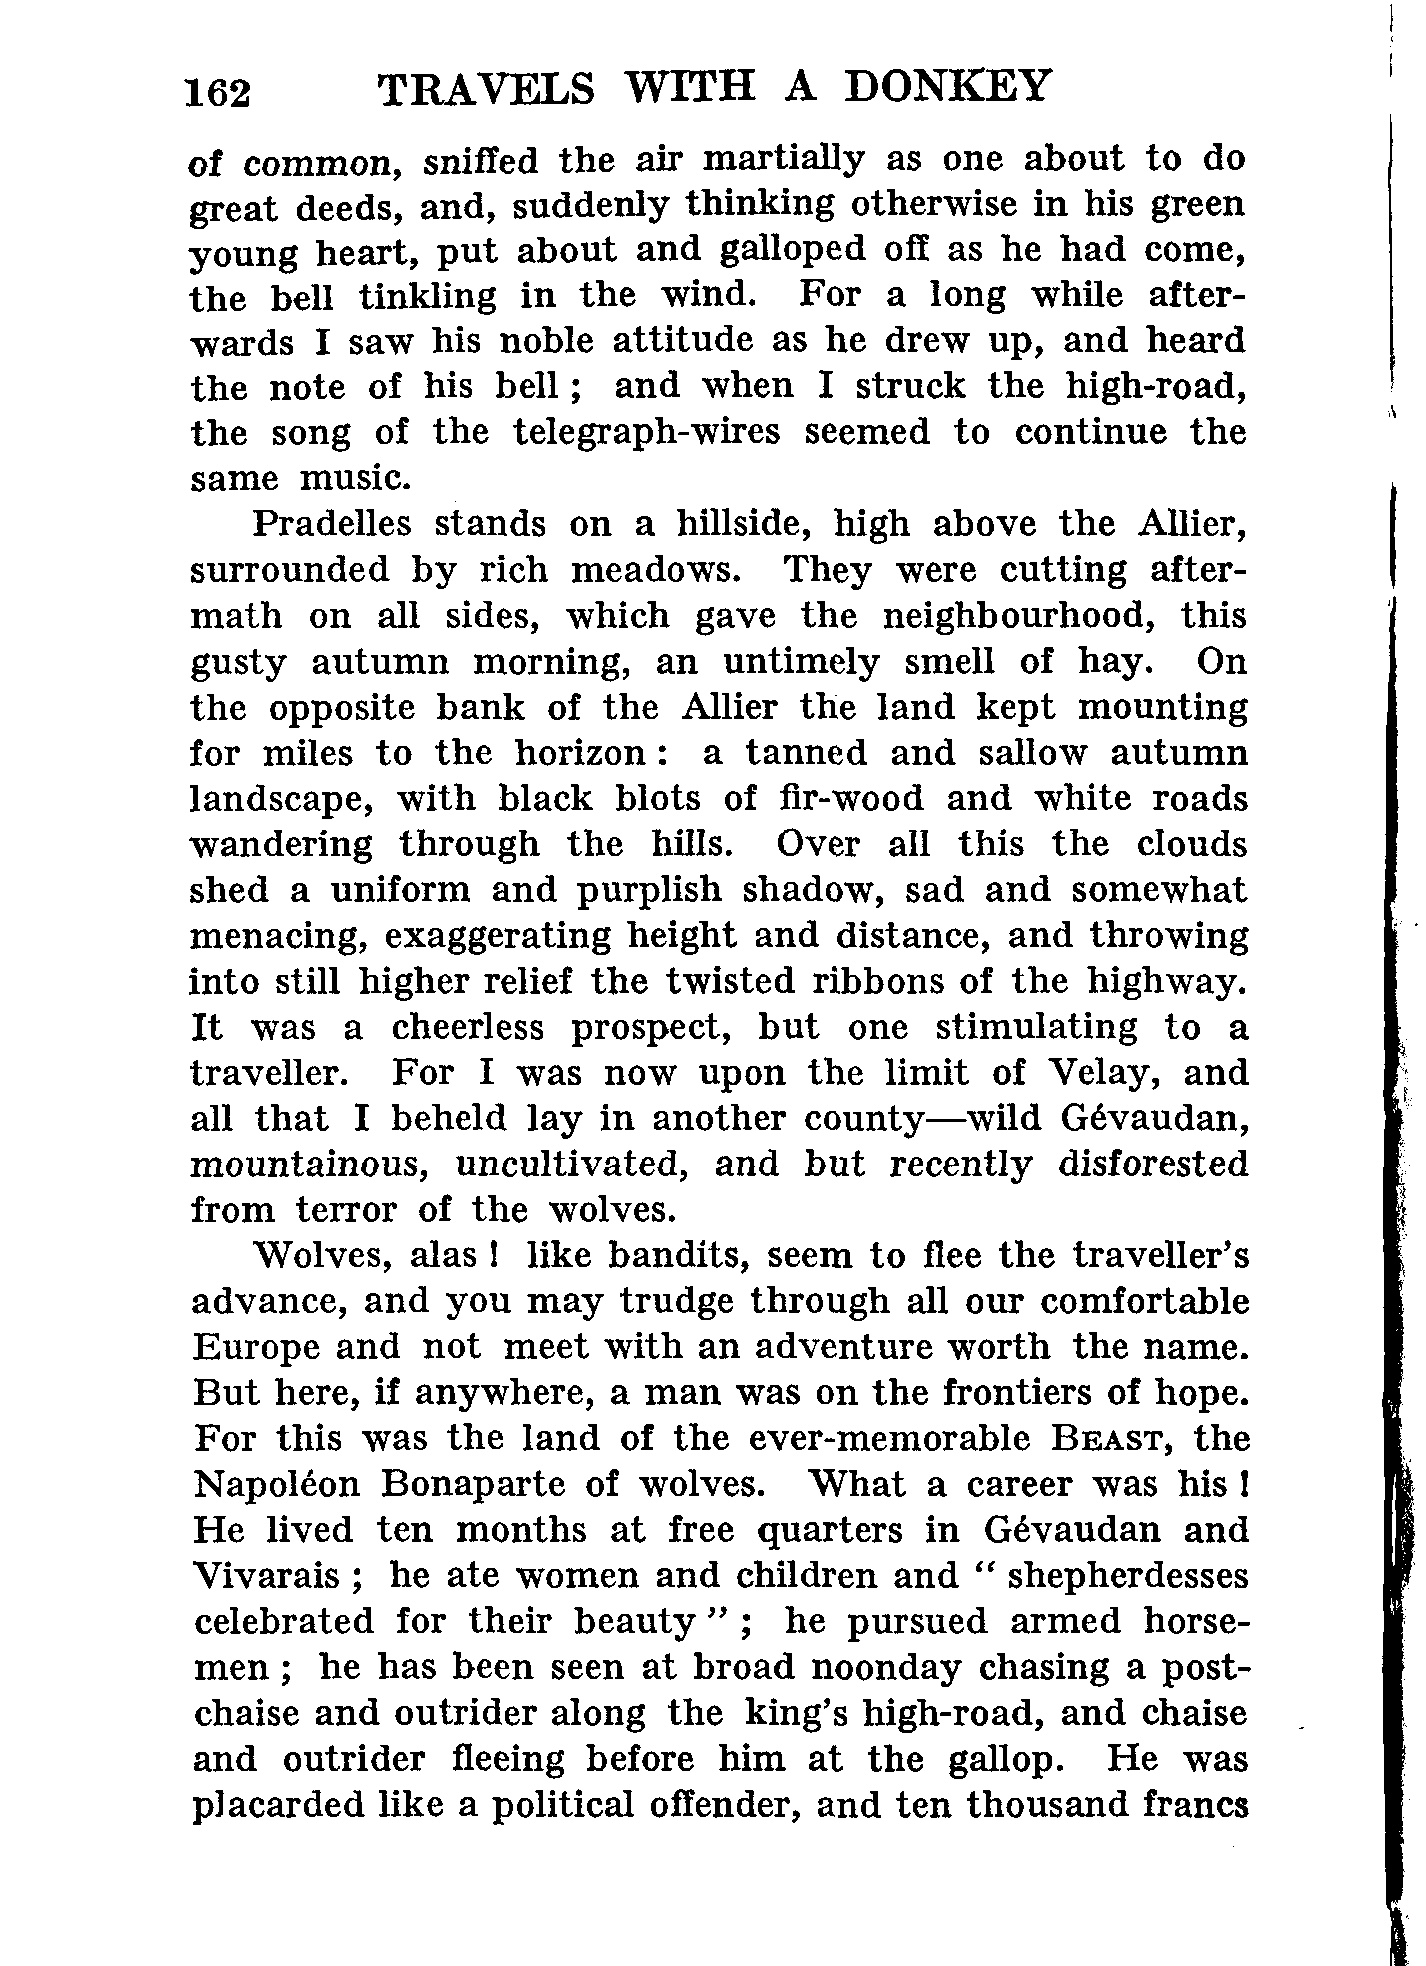 162 TRAVELS WITH A DONKEY
of common, sniffed the air martially as one about to do
great deeds, and, suddenly thinking otherwise in his green
young heart, put about and galloped off as he had come,
the bell tinkling in the wind. For a long while after-
wards I saw his noble attitude as he drew up, and heard
the note of his bell ; and when I struck the high-road,
the song of the telegraph-wires seemed to continue the
same music.
Pradelles stands on a hillside, high above the Allier,
surrounded by rich meadows. They were cutting after-
math on all sides, which gave the neighbourhood, this
gusty autumn morning, an untimely smell of hay. On
the opposite bank of the Allier the land kept mounting
for miles to the horizon : a tanned and sallow autumn
landscape, with black blots of fir-wood and white roads
wandering through the hills. Over all this the clouds
shed a uniform and purplish shadow, sad and somewhat
menacing, exaggerating height and distance, and throwing
into still higher relief the twisted ribbons of the highway.
It was a cheerless prospect, but one stimulating to a
traveller. For I was now upon the limit of Velay, and
all that I beheld lay in another county—wild Gévaudan,
mountainous, uncultivated, and but recently disforested
from terror of the wolves.
Wolves, alas ! like bandits, seem to flee the traveller's
advance, and you may trudge through all our comfortable
Europe and not meet with an adventure worth the name.
But here, if anywhere, a man was on the frontiers of hope.
For this was the land of the ever-memorable BEAST, the
Napoléon Bonaparte of wolves. What a career was his !
He lived ten months at free quarters in Gévaudan and
Vivarais ; he ate women and children and “ shepherdesses
celebrated for their beauty ” ; he pursued armed horse-
men ; he has been seen at broad noonday chasing a post-
chaise and outrider along the king's high-road, and chaise
and outrider fleeing before him at the gallop. He was
placarded like a political offender, and ten thousand francs